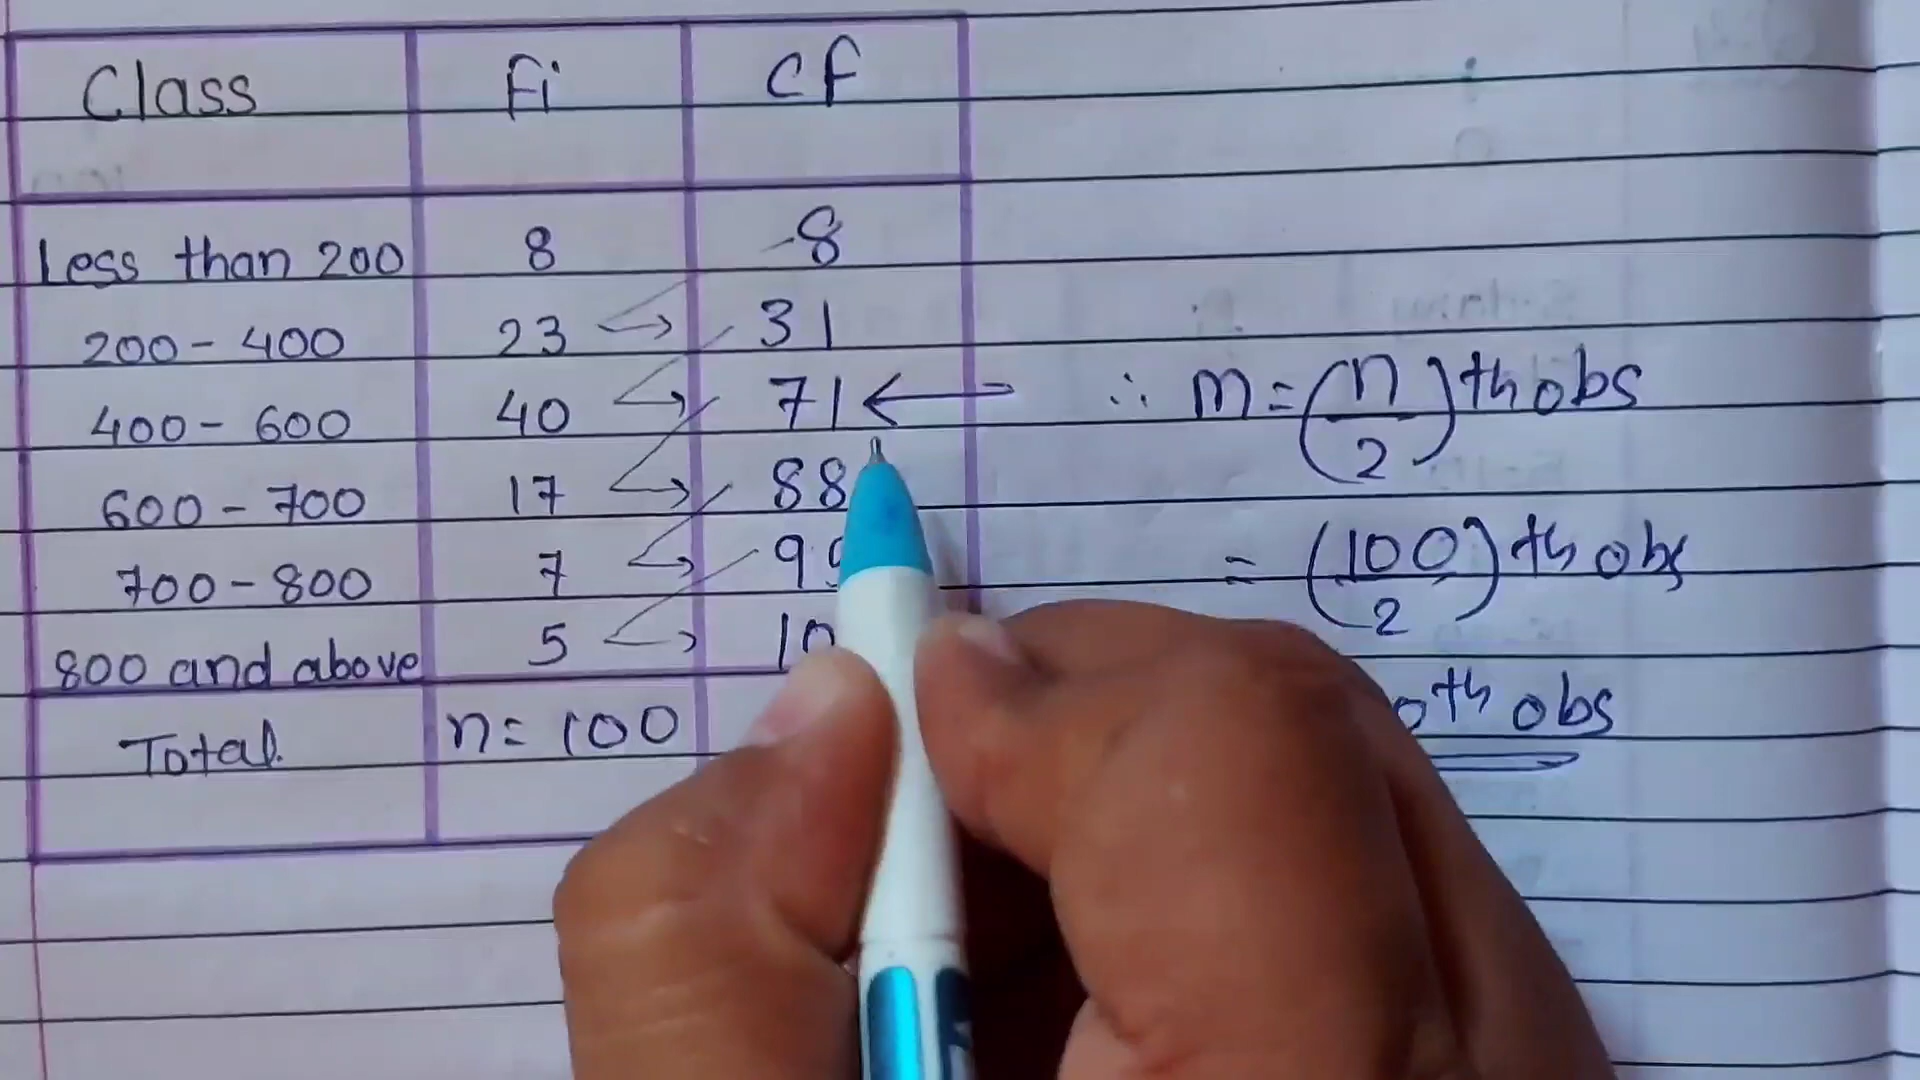 Class fi cf
Less than 200 8 8
200 - 400 23 31
400 - 600 40 71
600 - 700 17 88
700 - 800 7
800 and above 5
Total n = 100
∴ m = (n/2) th obs
= (100/2) th obs
th obs